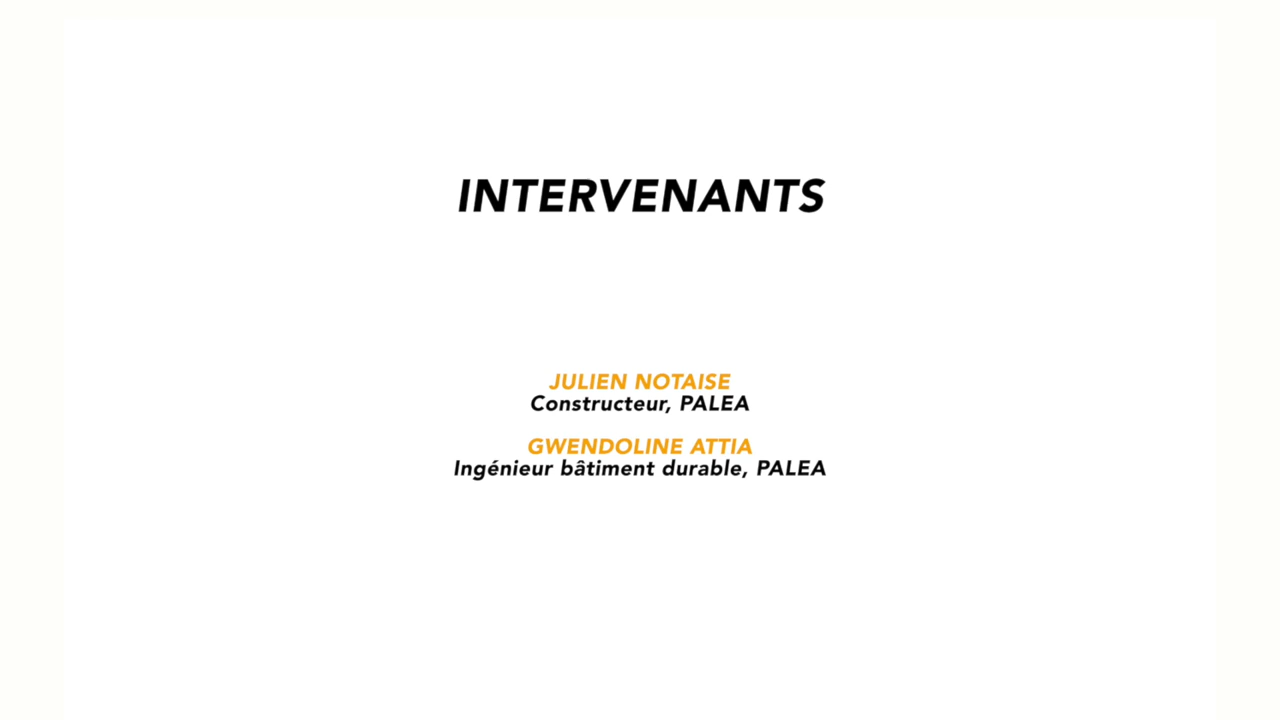 INTERVENANTS
JULIEN NOTAISE
Constructeur, PALEA
GWENDOLINE ATTIA
Ingénieur bâtiment durable, PALEA